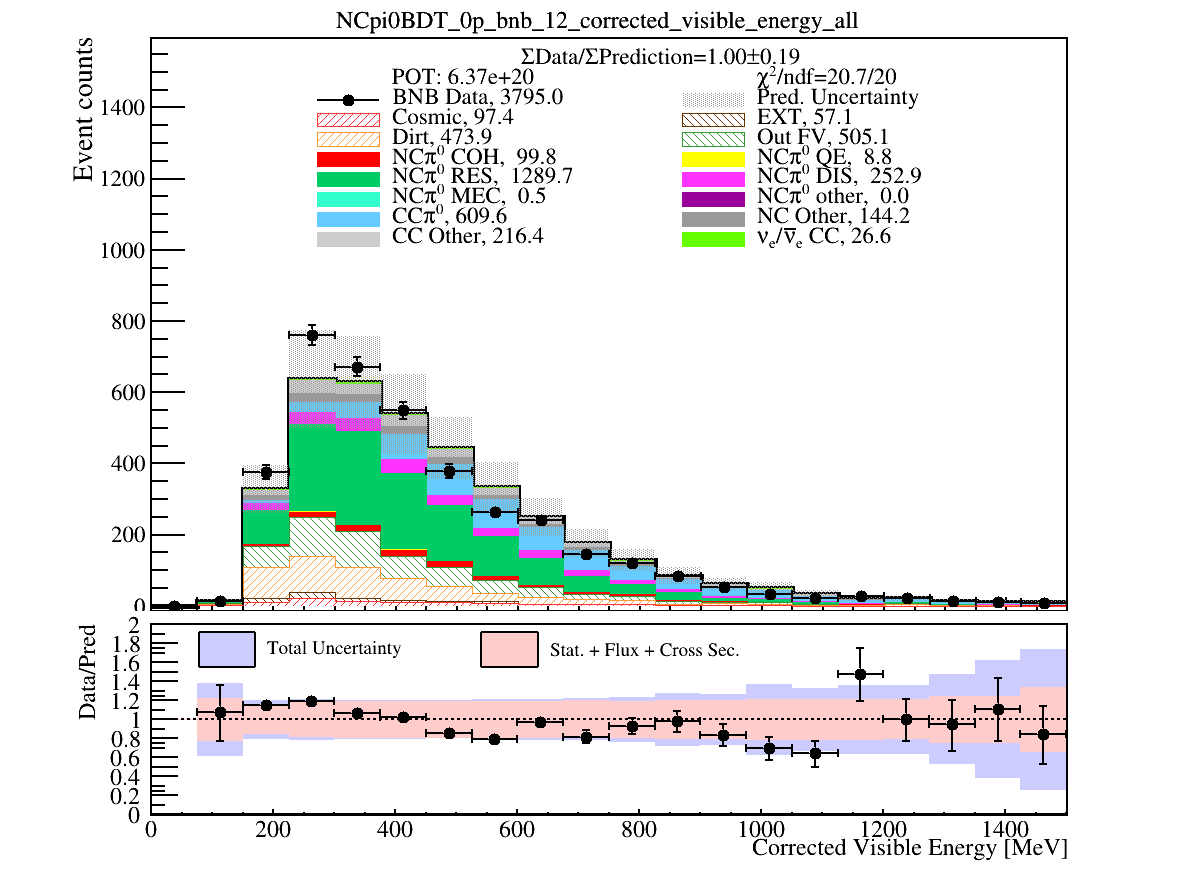 NCpi0BDT_0p_bnb_12_corrected_visible_energy_all
ΣData/ΣPrediction=1.00±0.19
POT: 6.37e+20
χ²/ndf=20.7/20
BNB Data, 3795.0
Pred. Uncertainty
Cosmic, 97.4
EXT, 57.1
Dirt, 473.9
Out FV, 505.1
NCπ⁰ COH, 99.8
NCπ⁰ QE, 8.8
NCπ⁰ RES, 1289.7
NCπ⁰ DIS, 252.9
NCπ⁰ MEC, 0.5
NCπ⁰ other, 0.0
CCπ⁰, 609.6
NC Other, 144.2
CC Other, 216.4
νₑ/ν̅ₑ CC, 26.6
Event counts
1400
1200
1000
800
600
400
200
0
Total Uncertainty
Stat. + Flux + Cross Sec.
Data/Pred
2
1.8
1.6
1.4
1.2
1
0.8
0.6
0.4
0.2
0
0 200 400 600 800 1000 1200 1400
Corrected Visible Energy [MeV]